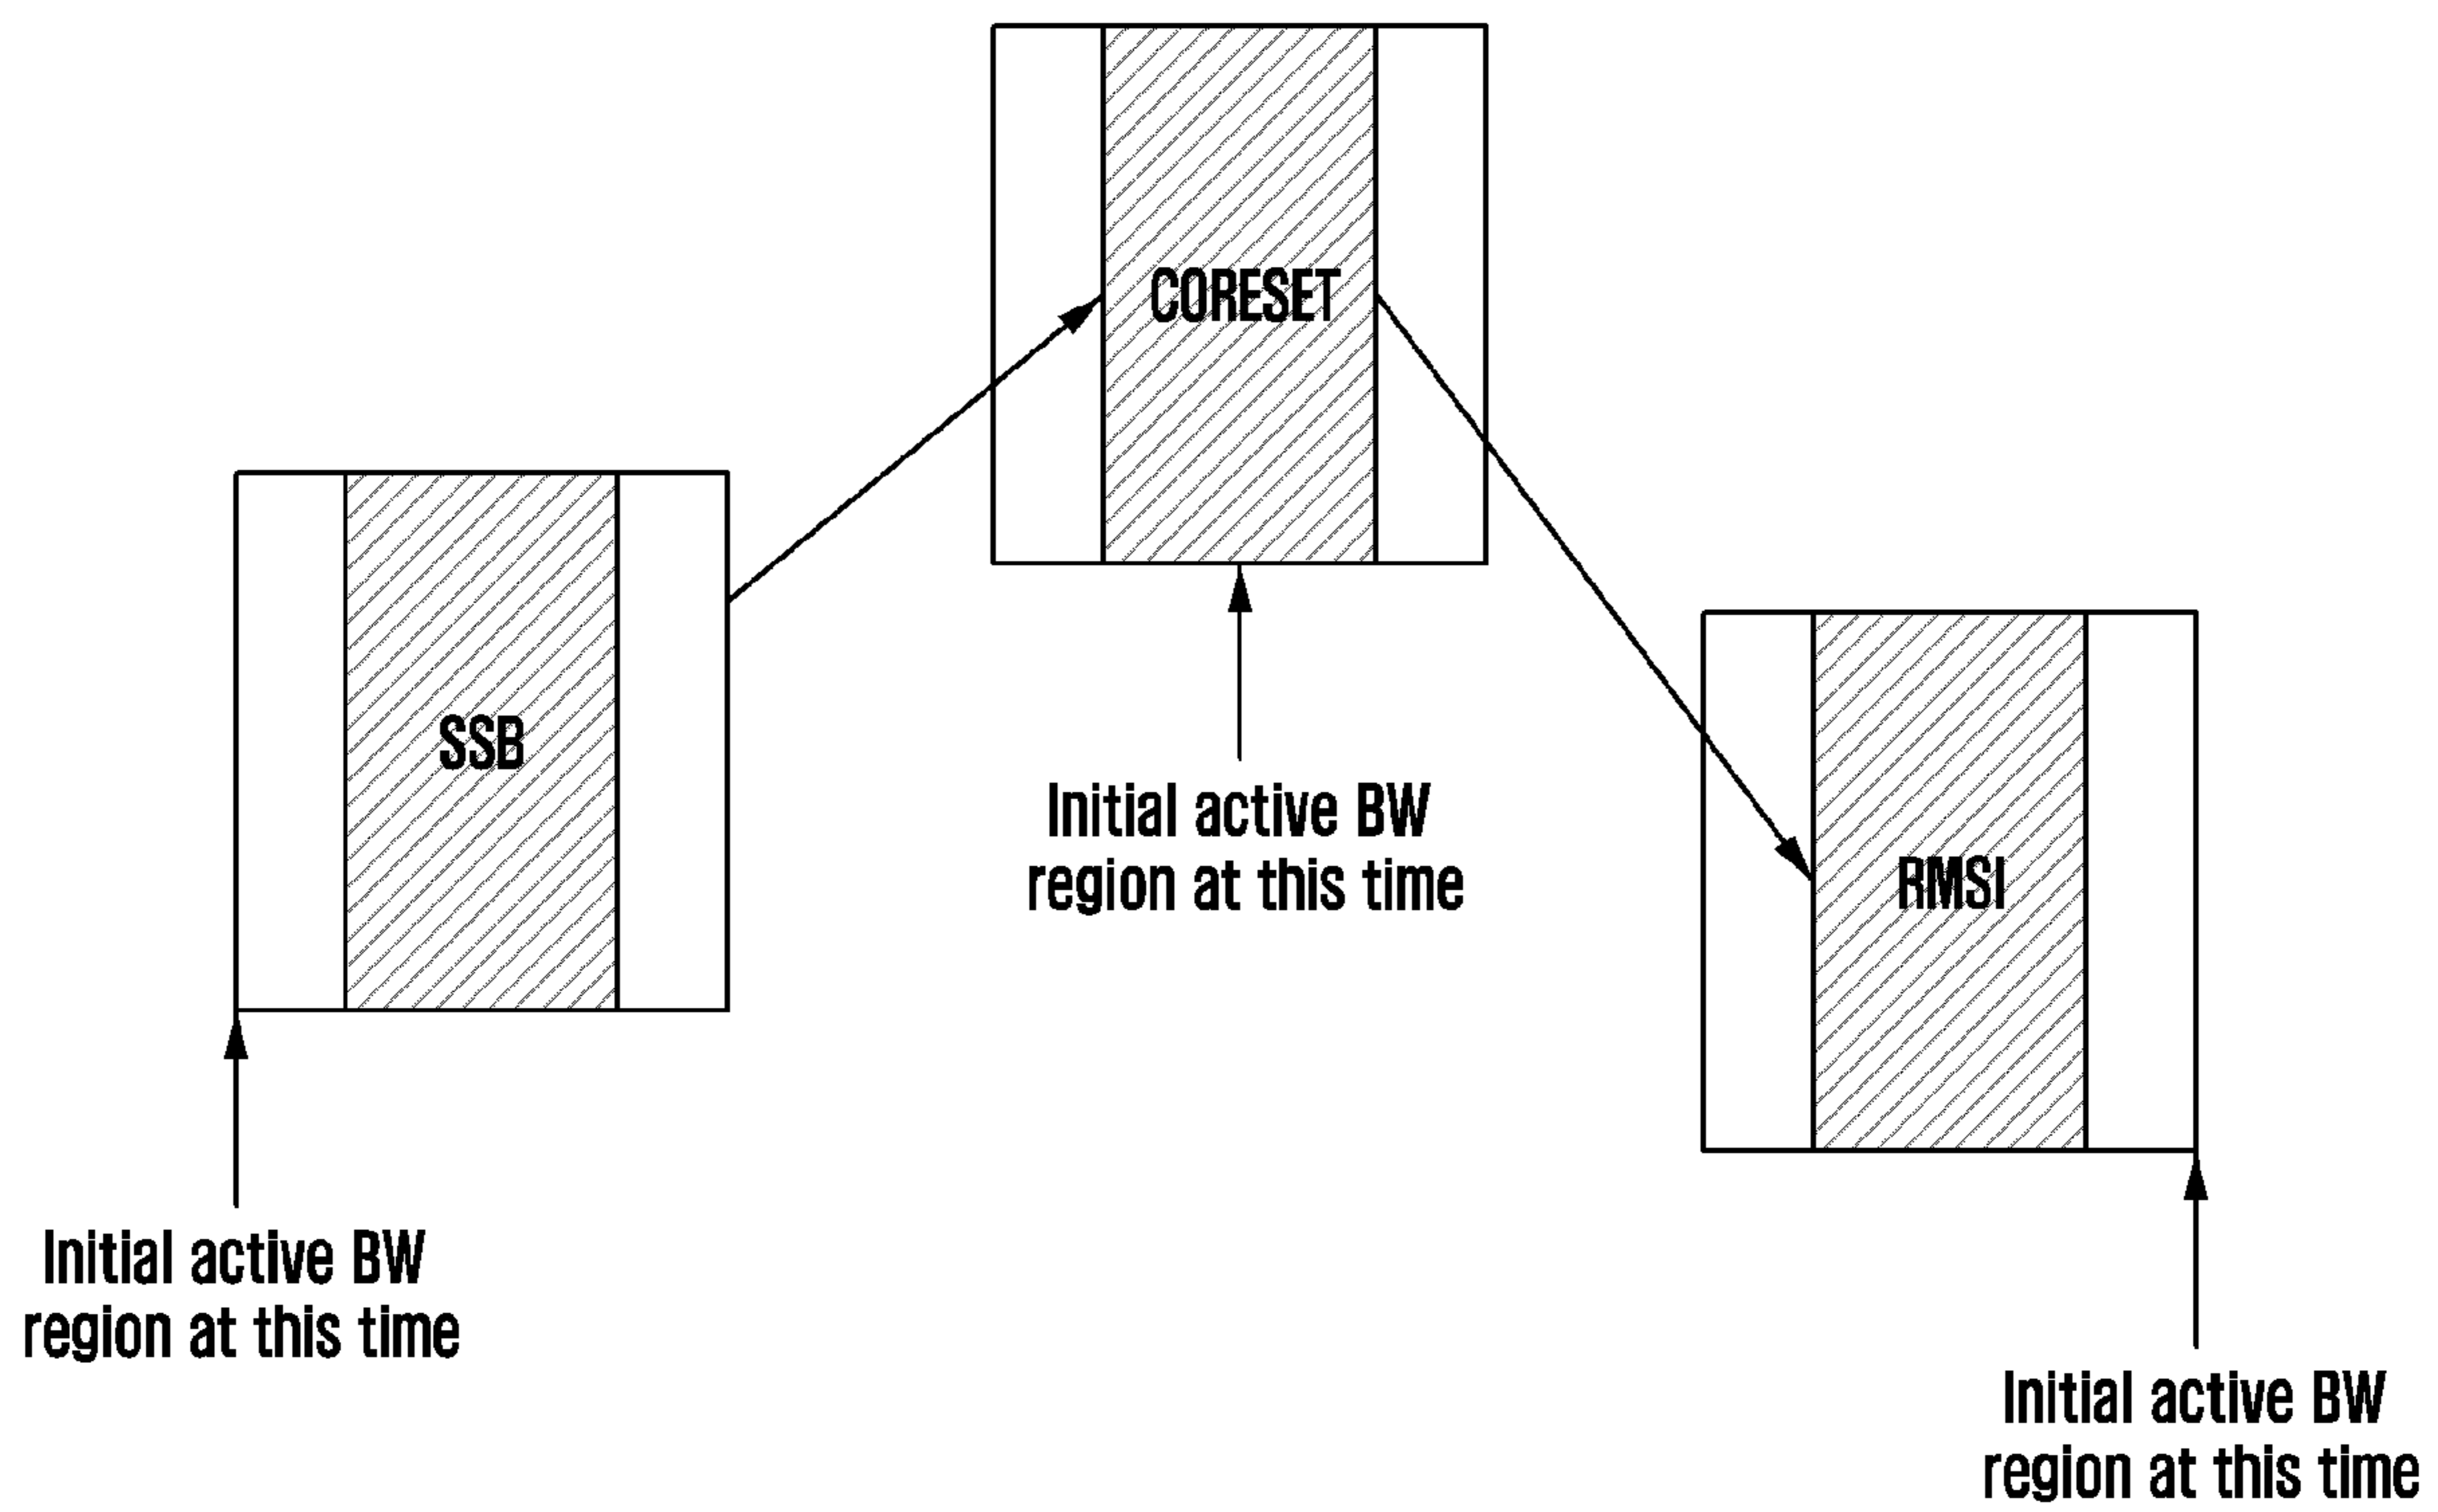 CORESET
SSB
Initial active BW
region at this time
RMSI
Initial active BW
region at this time
Initial active BW
region at this time